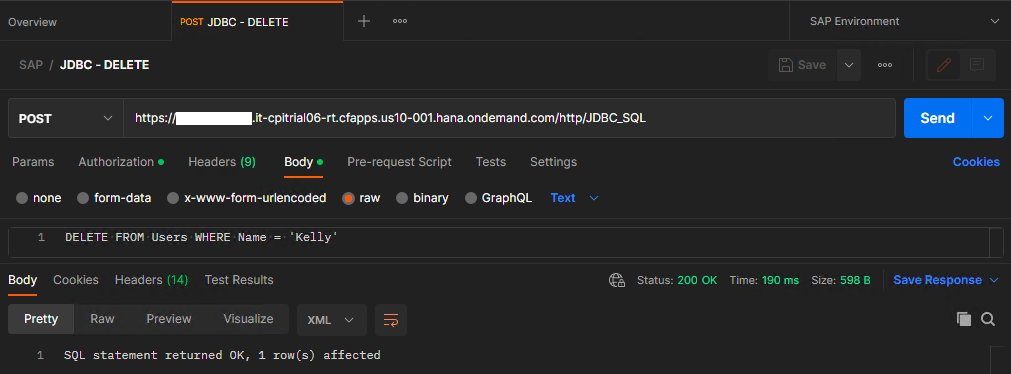 Overview
POST JDBC - DELETE
SAP Environment
SAP / JDBC - DELETE
Save
POST
https:// .it-cpitrial06-rt.cfapps.us10-001.hana.ondemand.com/http/JDBC_SQL
Send
Params Authorization Headers (9) Body Pre-request Script Tests Settings Cookies
none form-data x-www-form-urlencoded raw binary GraphQL Text
1 DELETE FROM Users WHERE Name = 'Kelly'
Body Cookies Headers (14) Test Results Status: 200 OK Time: 190 ms Size: 598 B Save Response
Pretty Raw Preview Visualize XML
1 SQL statement returned OK, 1 row(s) affected